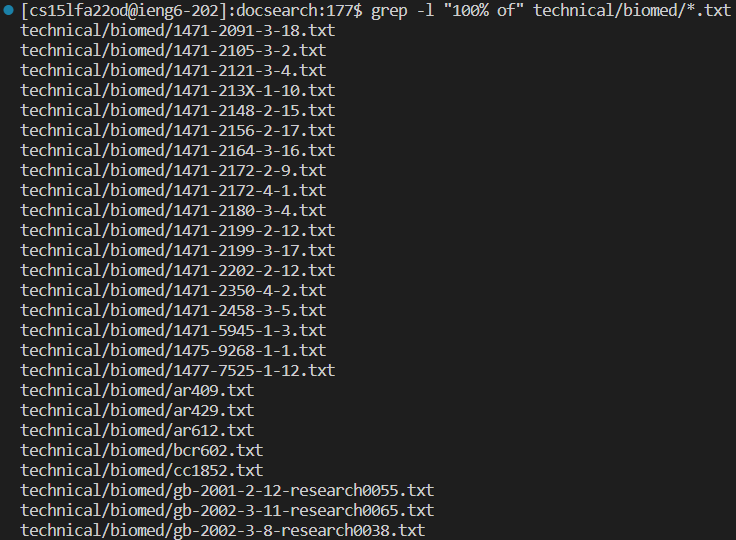 [cs15lfa22od@ieng6-202]:docsearch:177$ grep -l "100% of" technical/biomed/*.txt
technical/biomed/1471-2091-3-18.txt
technical/biomed/1471-2105-3-2.txt
technical/biomed/1471-2121-3-4.txt
technical/biomed/1471-213X-1-10.txt
technical/biomed/1471-2148-2-15.txt
technical/biomed/1471-2156-2-17.txt
technical/biomed/1471-2164-3-16.txt
technical/biomed/1471-2172-2-9.txt
technical/biomed/1471-2172-4-1.txt
technical/biomed/1471-2180-3-4.txt
technical/biomed/1471-2199-2-12.txt
technical/biomed/1471-2199-3-17.txt
technical/biomed/1471-2202-2-12.txt
technical/biomed/1471-2350-4-2.txt
technical/biomed/1471-2458-3-5.txt
technical/biomed/1471-5945-1-3.txt
technical/biomed/1475-9268-1-1.txt
technical/biomed/1477-7525-1-12.txt
technical/biomed/ar409.txt
technical/biomed/ar429.txt
technical/biomed/ar612.txt
technical/biomed/bcr602.txt
technical/biomed/cc1852.txt
technical/biomed/gb-2001-2-12-research0055.txt
technical/biomed/gb-2002-3-11-research0065.txt
technical/biomed/gb-2002-3-8-research0038.txt